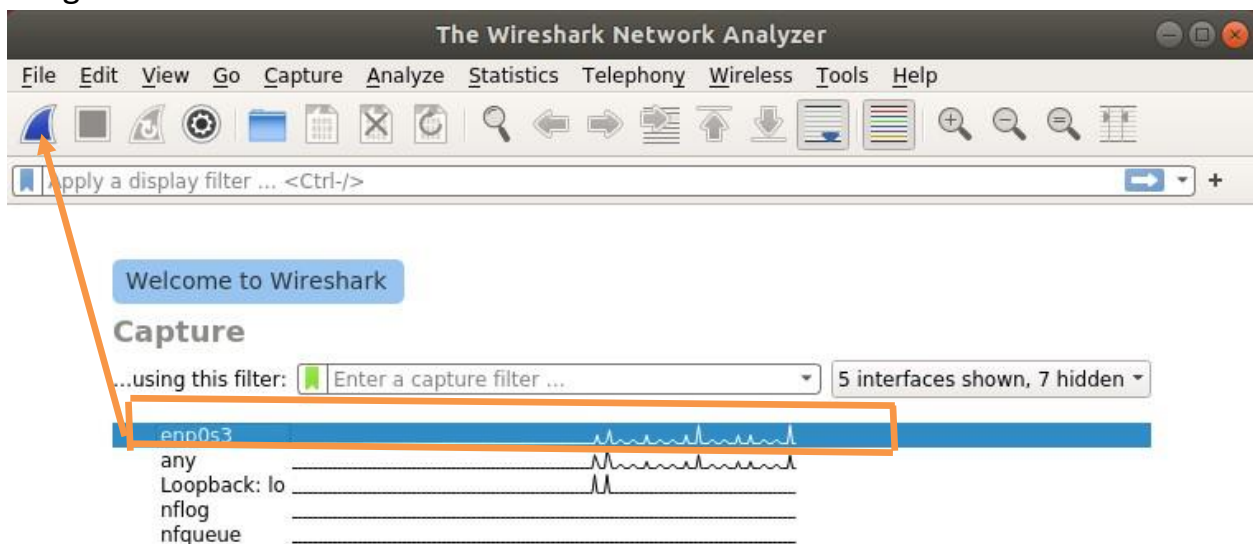 The Wireshark Network Analyzer
File Edit View Go Capture Analyze Statistics Telephony Wireless Tools Help
Apply a display filter ... <Ctrl-/>
+
Welcome to Wireshark
Capture
...using this filter: Enter a capture filter ... 5 interfaces shown, 7 hidden
enp0s3
any
Loopback: lo
nflog
nfqueue